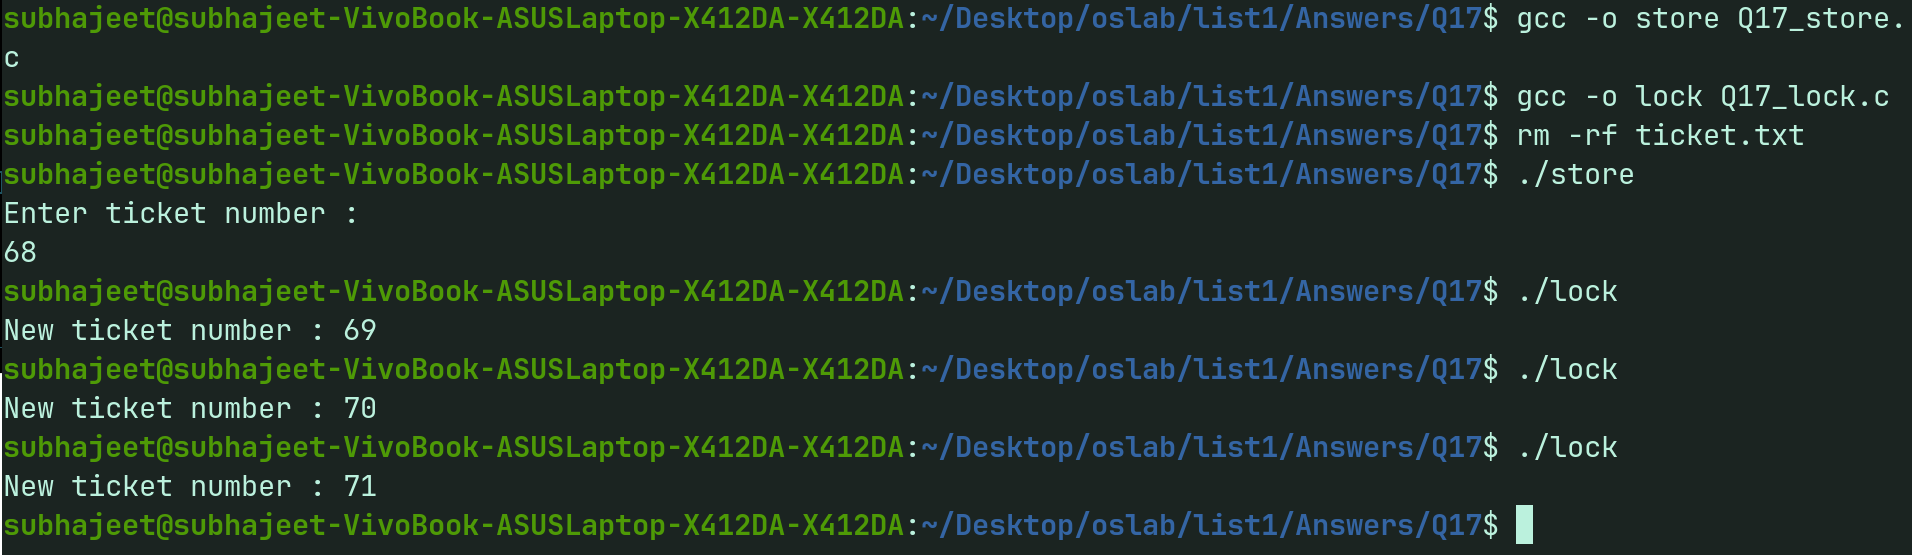 subhajeet@subhajeet-VivoBook-ASUSLaptop-X412DA-X412DA:~/Desktop/oslab/list1/Answers/Q17$ gcc -o store Q17_store.
c
subhajeet@subhajeet-VivoBook-ASUSLaptop-X412DA-X412DA:~/Desktop/oslab/list1/Answers/Q17$ gcc -o lock Q17_lock.c
subhajeet@subhajeet-VivoBook-ASUSLaptop-X412DA-X412DA:~/Desktop/oslab/list1/Answers/Q17$ rm -rf ticket.txt
subhajeet@subhajeet-VivoBook-ASUSLaptop-X412DA-X412DA:~/Desktop/oslab/list1/Answers/Q17$ ./store
Enter ticket number :
68
subhajeet@subhajeet-VivoBook-ASUSLaptop-X412DA-X412DA:~/Desktop/oslab/list1/Answers/Q17$ ./lock
New ticket number : 69
subhajeet@subhajeet-VivoBook-ASUSLaptop-X412DA-X412DA:~/Desktop/oslab/list1/Answers/Q17$ ./lock
New ticket number : 70
subhajeet@subhajeet-VivoBook-ASUSLaptop-X412DA-X412DA:~/Desktop/oslab/list1/Answers/Q17$ ./lock
New ticket number : 71
subhajeet@subhajeet-VivoBook-ASUSLaptop-X412DA-X412DA:~/Desktop/oslab/list1/Answers/Q17$